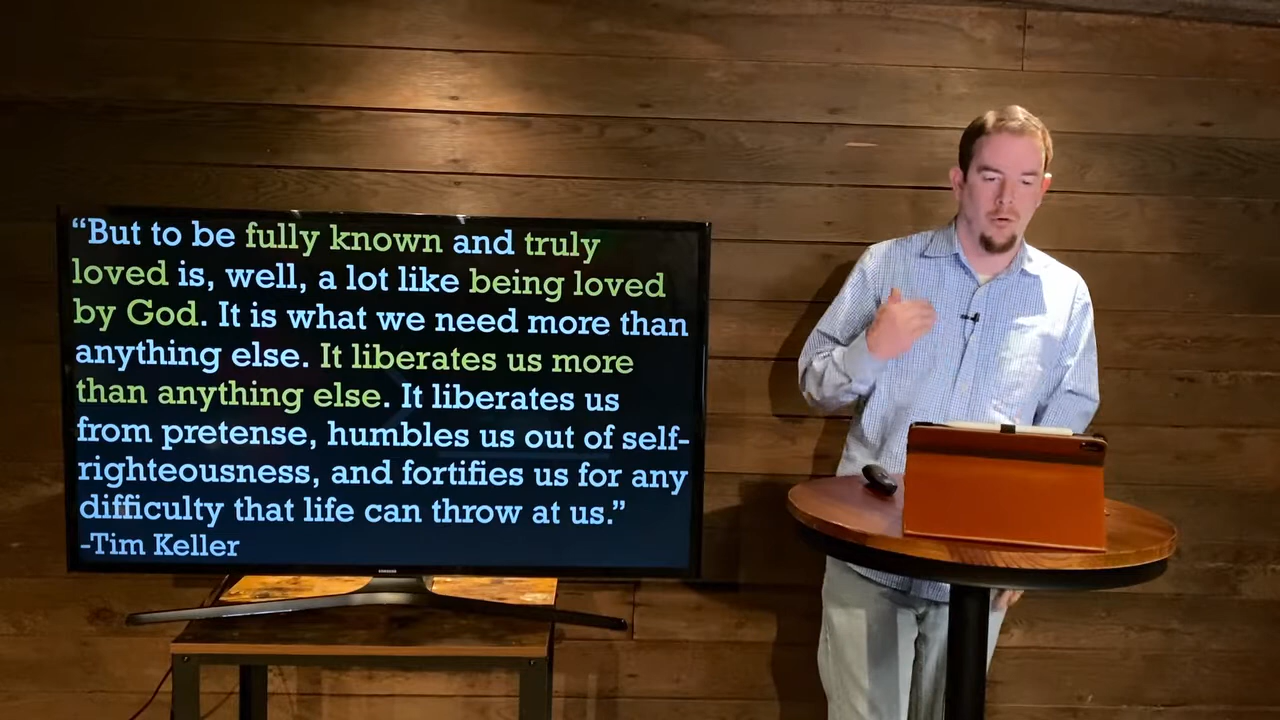 “But to be fully known and truly
loved is, well, a lot like being loved
by God. It is what we need more than
anything else. It liberates us more
than anything else. It liberates us
from pretense, humbles us out of self-
righteousness, and fortifies us for any
difficulty that life can throw at us.”
-Tim Keller
SAMSUNG